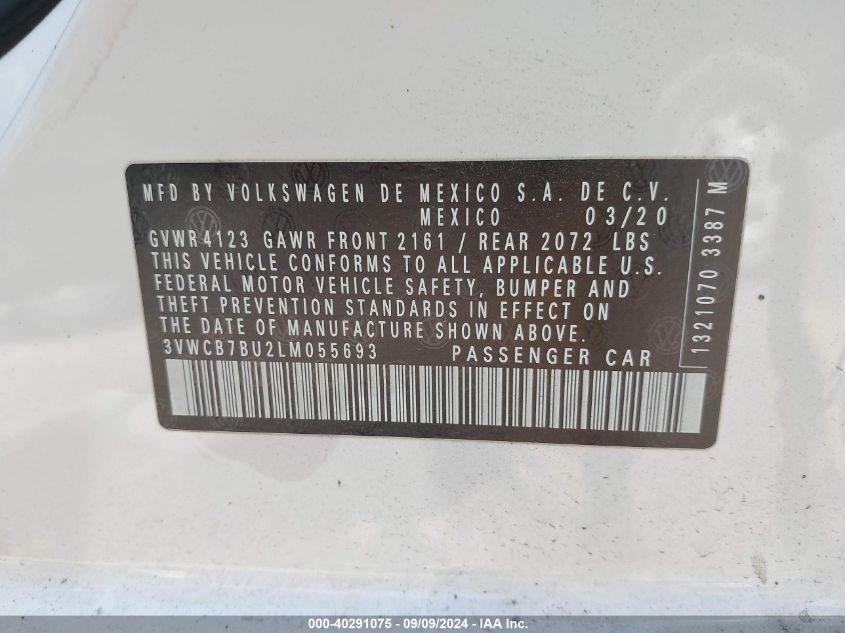 MFD BY VOLKSWAGEN DE MEXICO S.A. DE C.V.
MEXICO 03/20
GVWR4123 GAWR FRONT 2161 / REAR 2072 LBS
THIS VEHICLE CONFORMS TO ALL APPLICABLE U.S.
FEDERAL MOTOR VEHICLE SAFETY, BUMPER AND
THEFT PREVENTION STANDARDS IN EFFECT ON
THE DATE OF MANUFACTURE SHOWN ABOVE.
3VWCB7BU2LM055693 PASSENGER CAR
1321070 3387 M
000-40291075 - 09/09/2024 - IAA Inc.